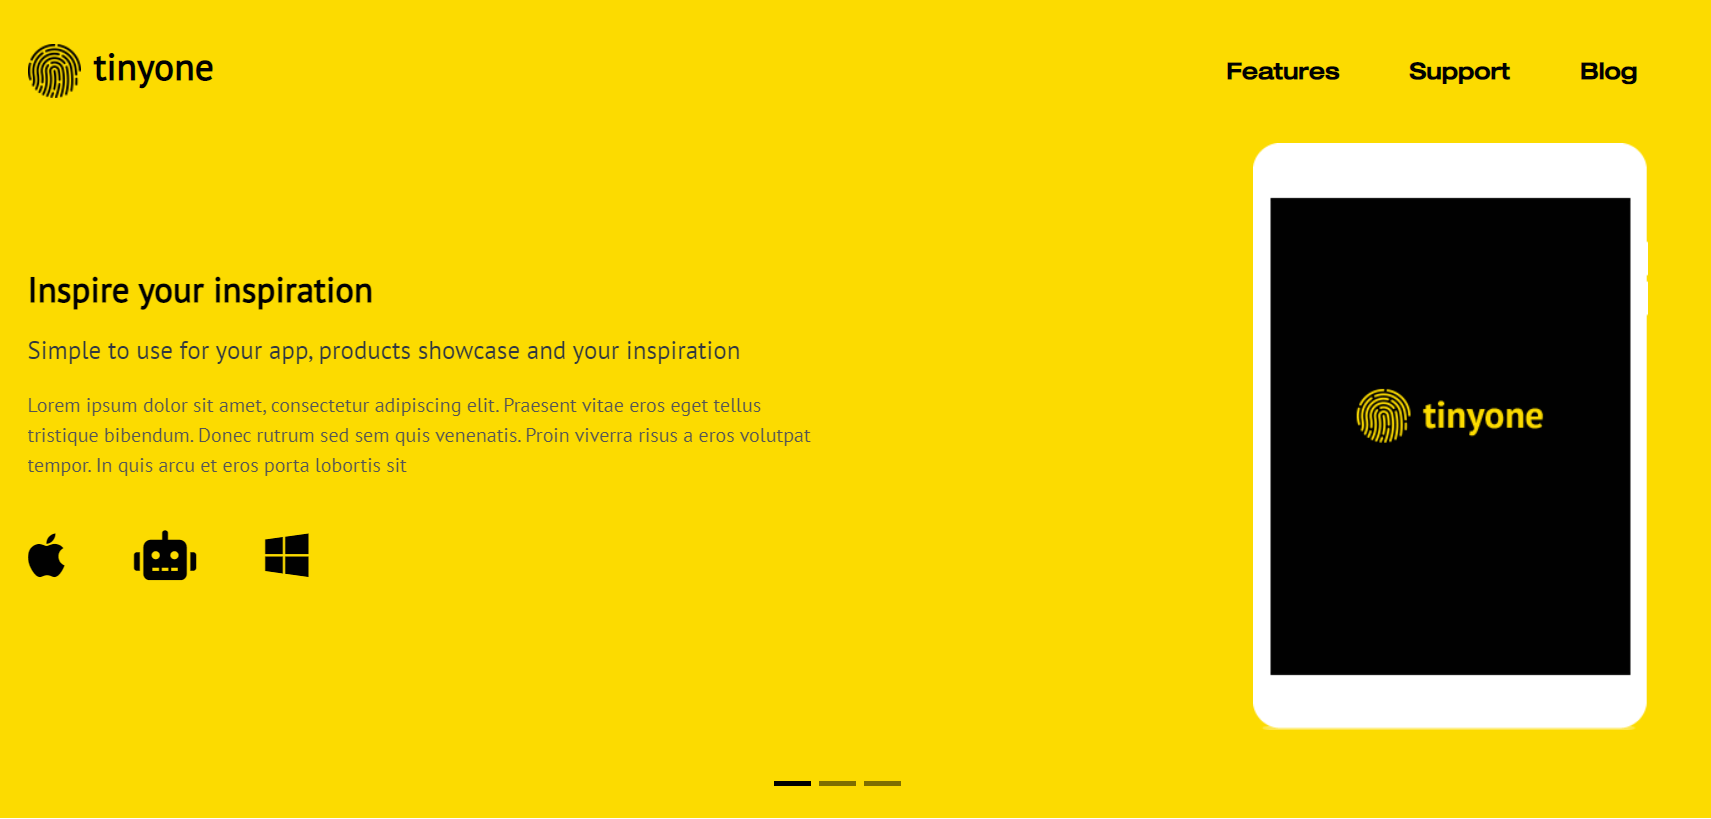 tinyone
Features Support Blog
Inspire your inspiration
Simple to use for your app, products showcase and your inspiration
Lorem ipsum dolor sit amet, consectetur adipiscing elit. Praesent vitae eros eget tellus
tristique bibendum. Donec rutrum sed sem quis venenatis. Proin viverra risus a eros volutpat
tempor. In quis arcu et eros porta lobortis sit
tinyone